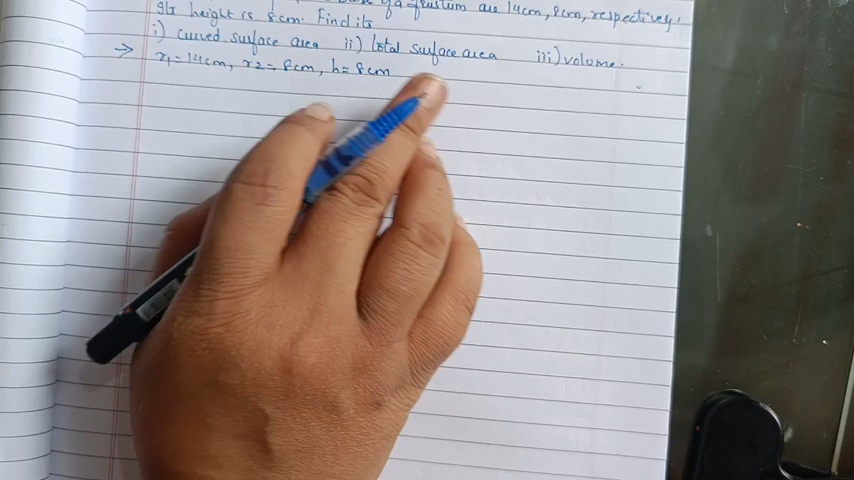 base of a frustum are 14cm, 8cm, respectively.
Its height is 8cm. Find its
i) curved surface area ii) total surface area iii) volume.
→ r1 = 14cm, r2 = 8cm, h = 8cm